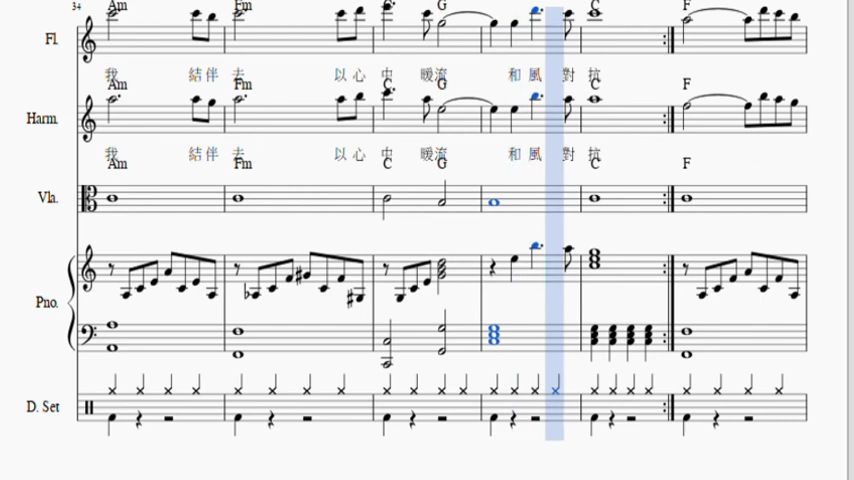 34
Am Fm C G C F
Fl.
我 結伴 去 以心 中 暖流 和 風 對 抗
Am Fm C G C F
Harm.
我 結伴 去 以心 中 暖流 和 風 對 抗
Am Fm C G C F
Vla.
Pno.
D. Set